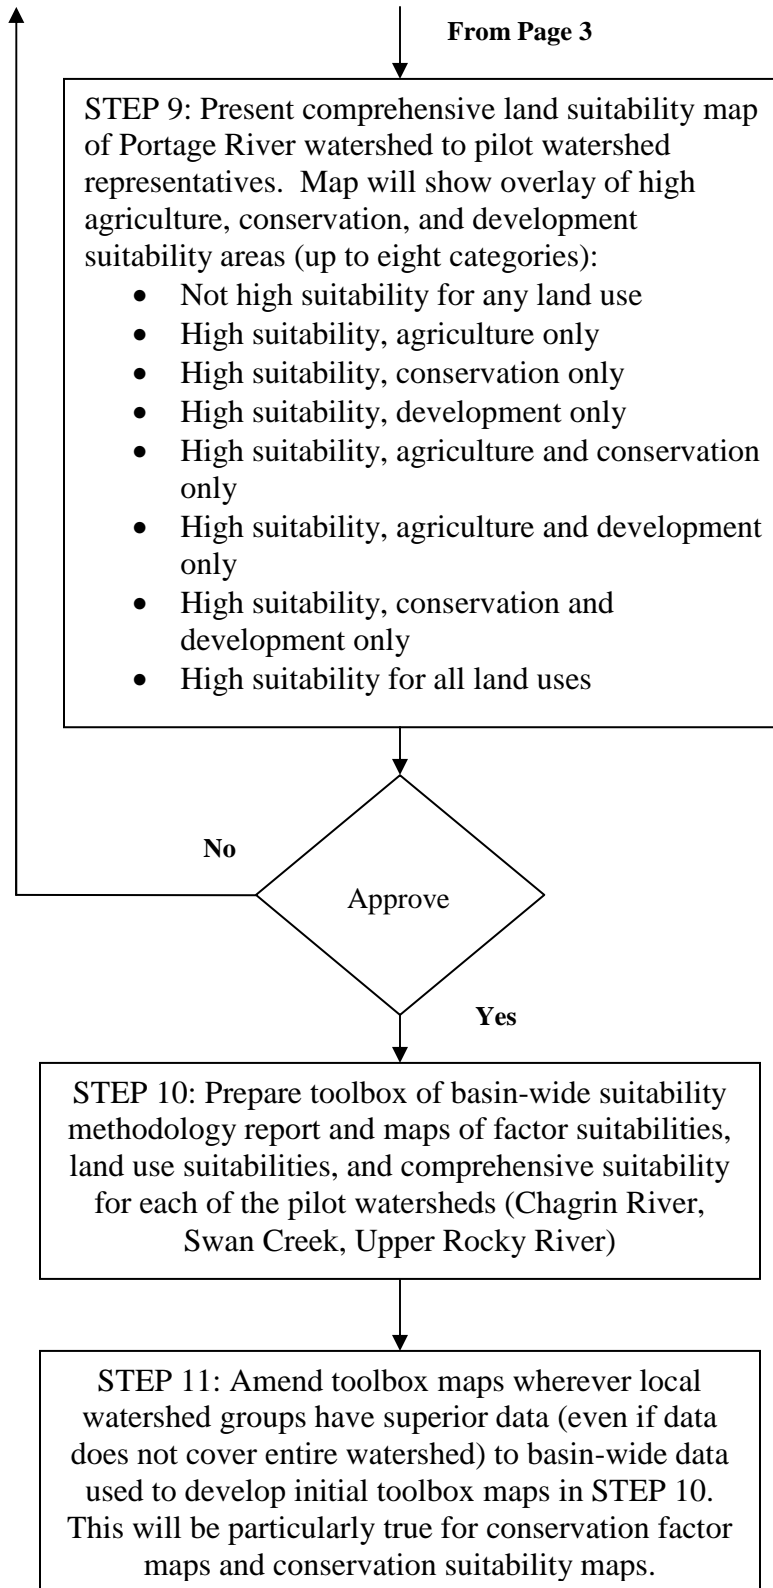 From Page 3
STEP 9: Present comprehensive land suitability map
of Portage River watershed to pilot watershed
representatives.  Map will show overlay of high
agriculture, conservation, and development
suitability areas (up to eight categories):
• Not high suitability for any land use
• High suitability, agriculture only
• High suitability, conservation only
• High suitability, development only
• High suitability, agriculture and conservation
only
• High suitability, agriculture and development
only
• High suitability, conservation and
development only
• High suitability for all land uses
No
Approve
Yes
STEP 10: Prepare toolbox of basin-wide suitability
methodology report and maps of factor suitabilities,
land use suitabilities, and comprehensive suitability
for each of the pilot watersheds (Chagrin River,
Swan Creek, Upper Rocky River)
STEP 11: Amend toolbox maps wherever local
watershed groups have superior data (even if data
does not cover entire watershed) to basin-wide data
used to develop initial toolbox maps in STEP 10.
This will be particularly true for conservation factor
maps and conservation suitability maps.